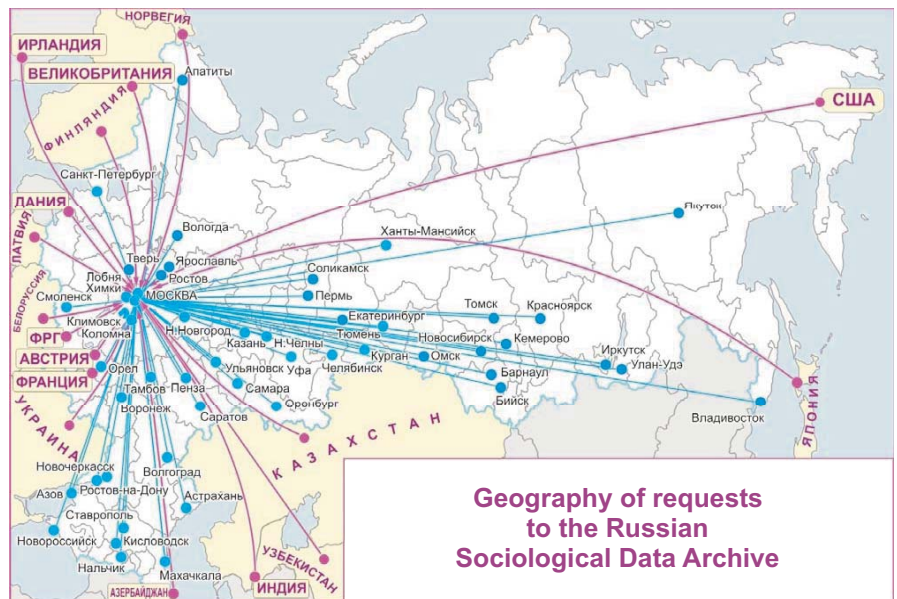 НОРВЕГИЯ
ИРЛАНДИЯ
ВЕЛИКОБРИТАНИЯ
Апатиты
США
ФИНЛЯНДИЯ
Санкт-Петербург
ДАНИЯ
Якутск
ЛАТВИЯ
Вологда
Ханты-Мансийск
Тверь
Ярославль
Лобня
Ростов
Соликамск
БЕЛОРУССИЯ
Химки
МОСКВА
Смоленск
Пермь
Томск
Красноярск
Климовск
Екатеринбург
ФРГ
Коломна
Н.Новгород
Тюмень
Новосибирск
Кемерово
Казань
Н.Челны
Иркутск
АВСТРИЯ
Курган
Омск
Улан-Удэ
Орел
Ульяновск
Уфа
Челябинск
ФРАНЦИЯ
Барнаул
Тамбов
Пенза
Самара
Бийск
УКРАИНА
Воронеж
Саратов
Оренбург
Владивосток
ЯПОНИЯ
КАЗАХСТАН
Новочеркасск
Волгоград
Азов
Ростов-на-Дону
Астрахань
Ставрополь
Новороссийск
Кисловодск
УЗБЕКИСТАН
Нальчик
Махачкала
АЗЕРБАЙДЖАН
ИНДИЯ
Geography of requests
to the Russian
Sociological Data Archive